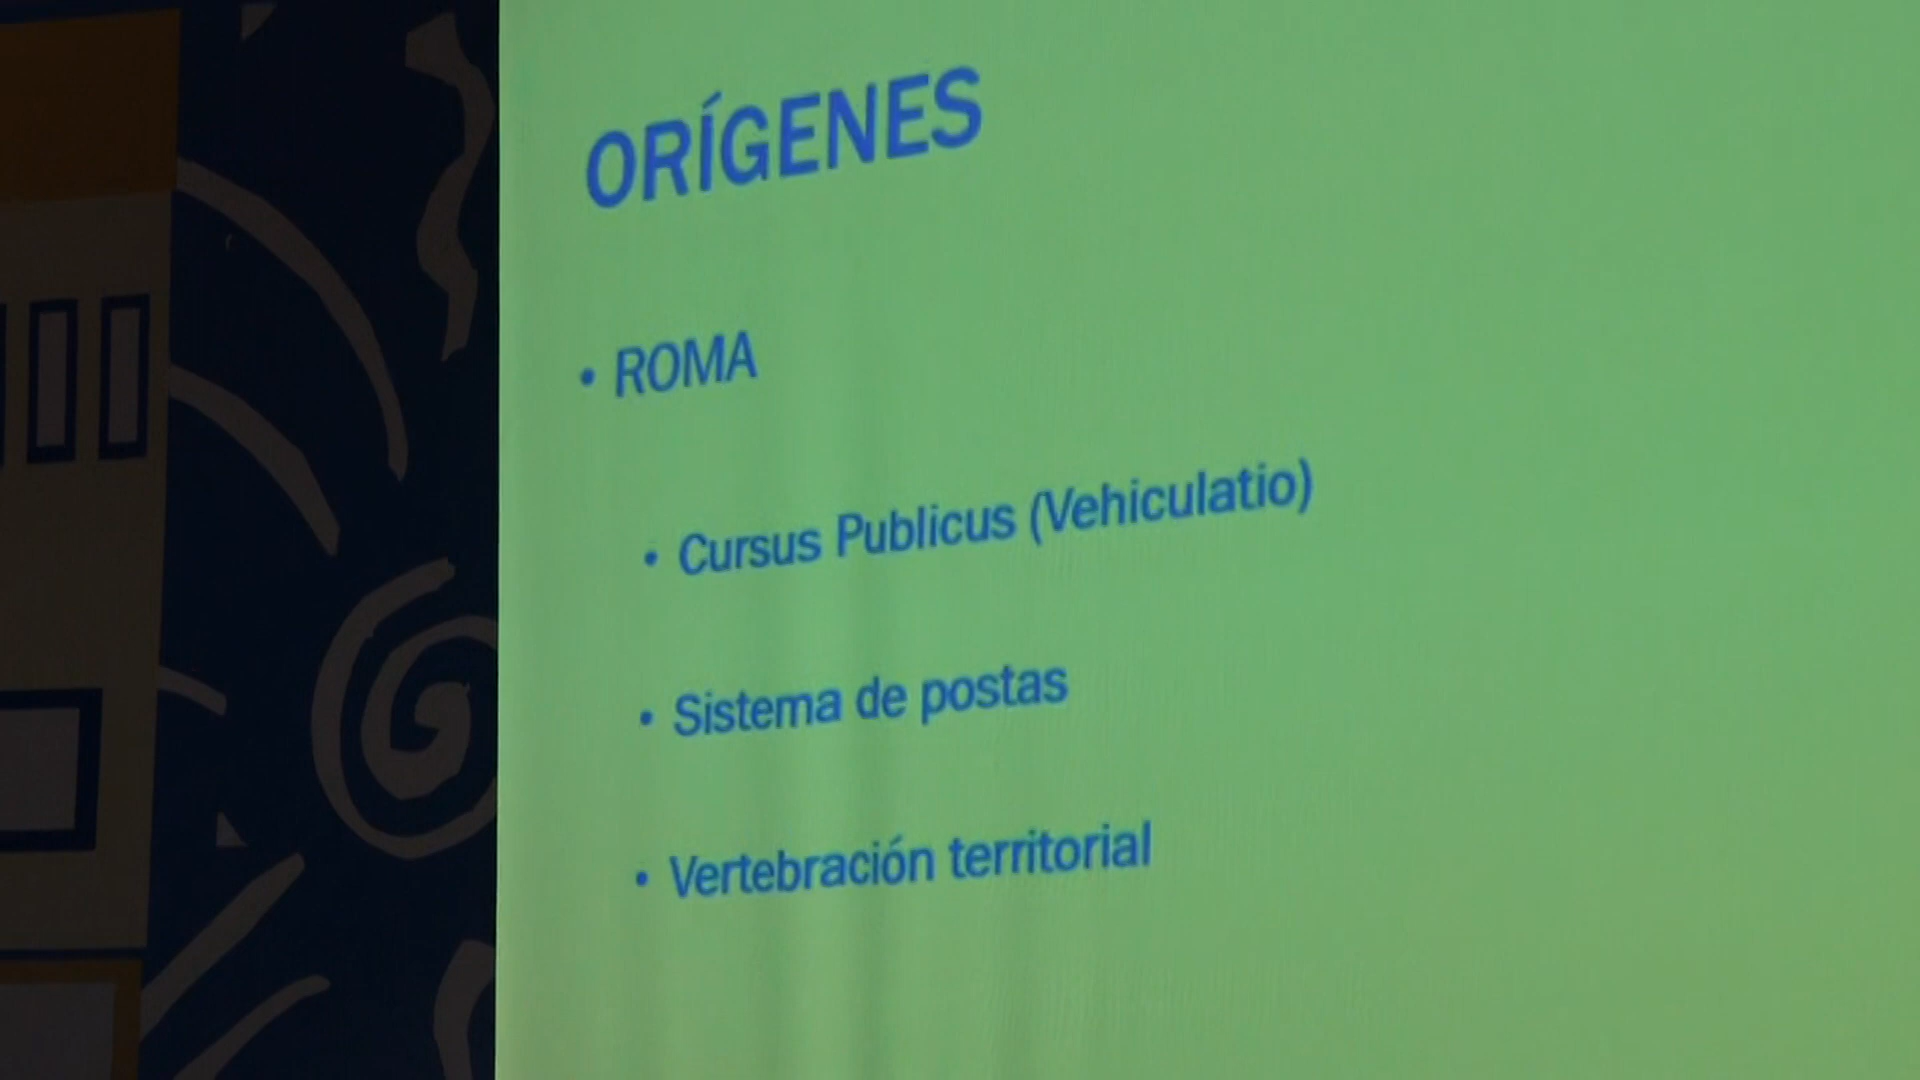 ORÍGENES
• ROMA
• Cursus Publicus (Vehiculatio)
• Sistema de postas
• Vertebración territorial